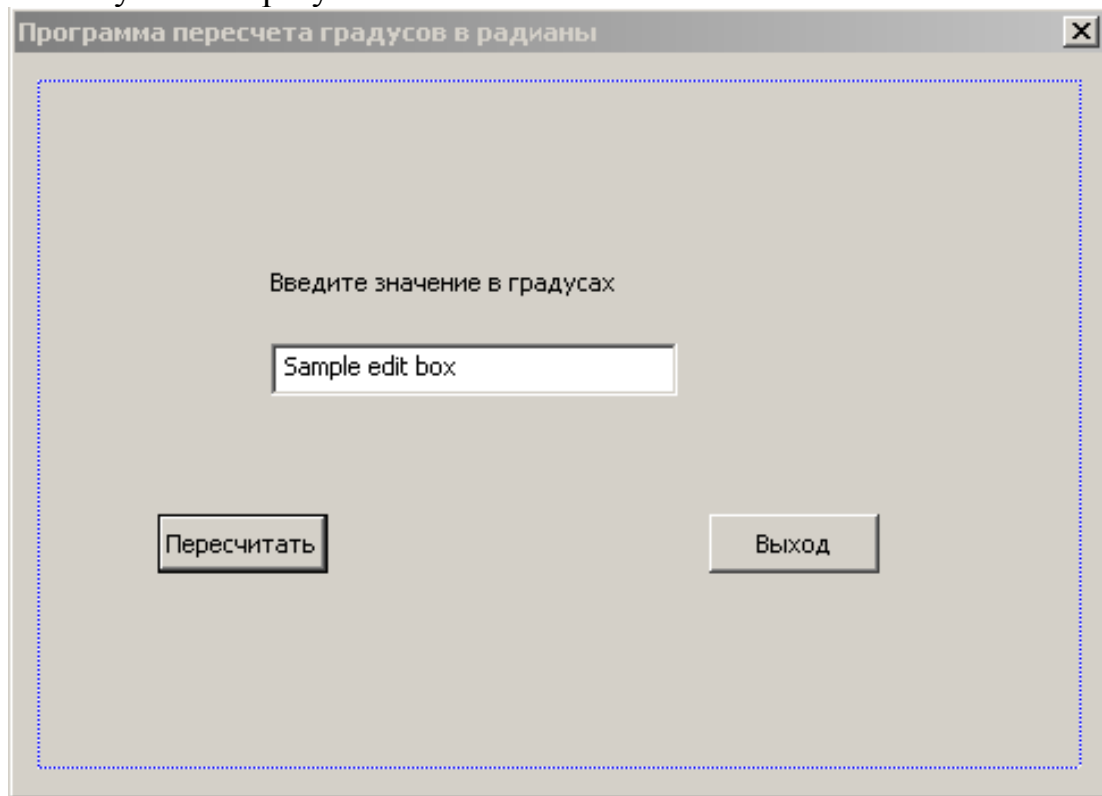 Программа пересчета градусов в радианы
Введите значение в градусах
Sample edit box
Пересчитать
Выход